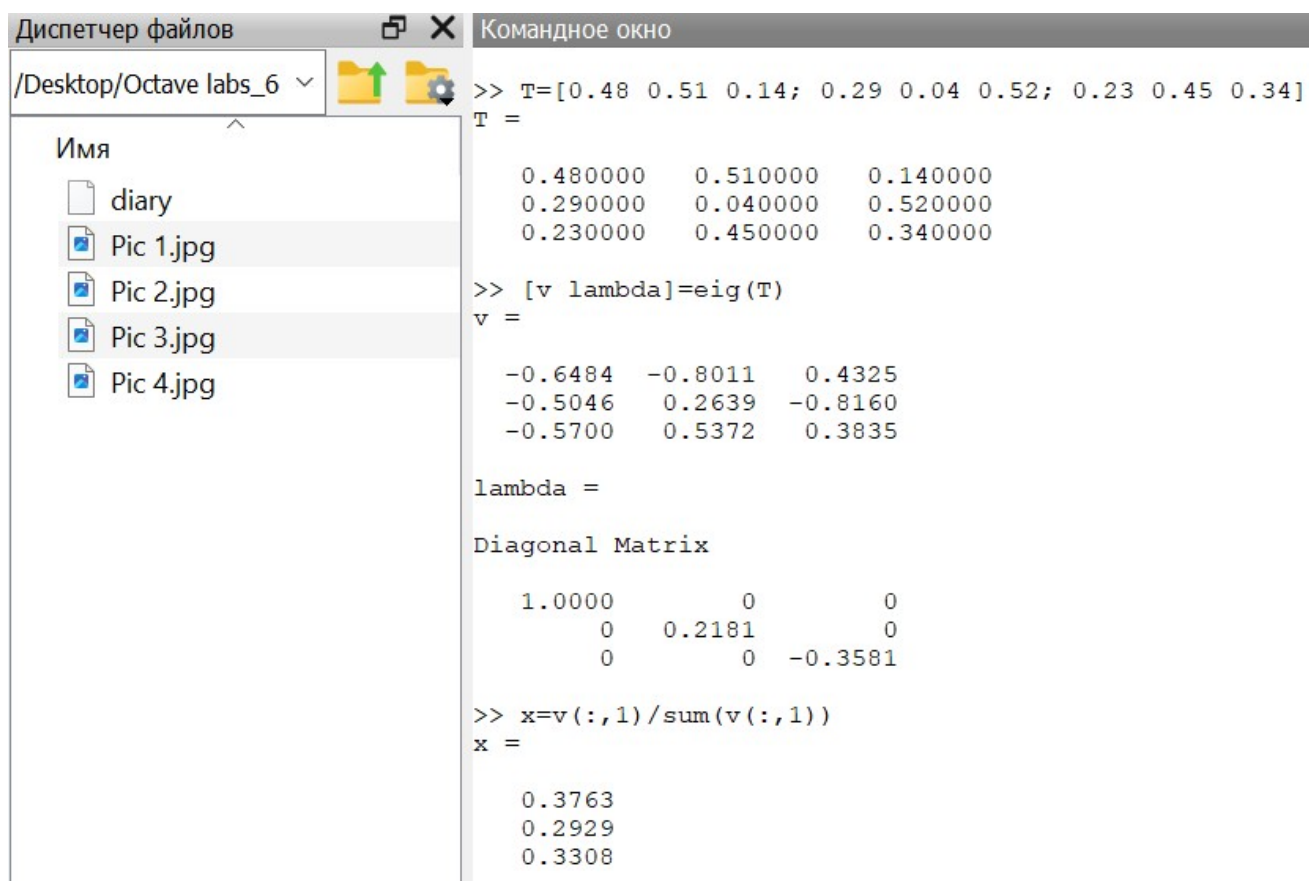 Диспетчер файлов
/Desktop/Octave labs_6
Имя
diary
Pic 1.jpg
Pic 2.jpg
Pic 3.jpg
Pic 4.jpg
Командное окно
>> T=[0.48 0.51 0.14; 0.29 0.04 0.52; 0.23 0.45 0.34]
T =
0.480000 0.510000 0.140000
0.290000 0.040000 0.520000
0.230000 0.450000 0.340000
>> [v lambda]=eig(T)
v =
-0.6484 -0.8011 0.4325
-0.5046 0.2639 -0.8160
-0.5700 0.5372 0.3835
lambda =
Diagonal Matrix
1.0000 0 0
0 0.2181 0
0 0 -0.3581
>> x=v(:,1)/sum(v(:,1))
x =
0.3763
0.2929
0.3308